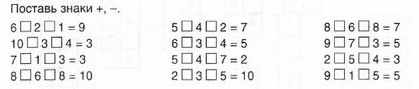 Поставь знаки +, –.
6 □ 2 □ 1 = 9
10 □ 3 □ 4 = 3
7 □ 1 □ 3 = 3
8 □ 6 □ 8 = 10
5 □ 4 □ 2 = 7
6 □ 3 □ 4 = 5
5 □ 4 □ 7 = 2
2 □ 3 □ 5 = 10
8 □ 6 □ 8 = 7
9 □ 7 □ 3 = 5
2 □ 5 □ 4 = 3
9 □ 1 □ 5 = 5